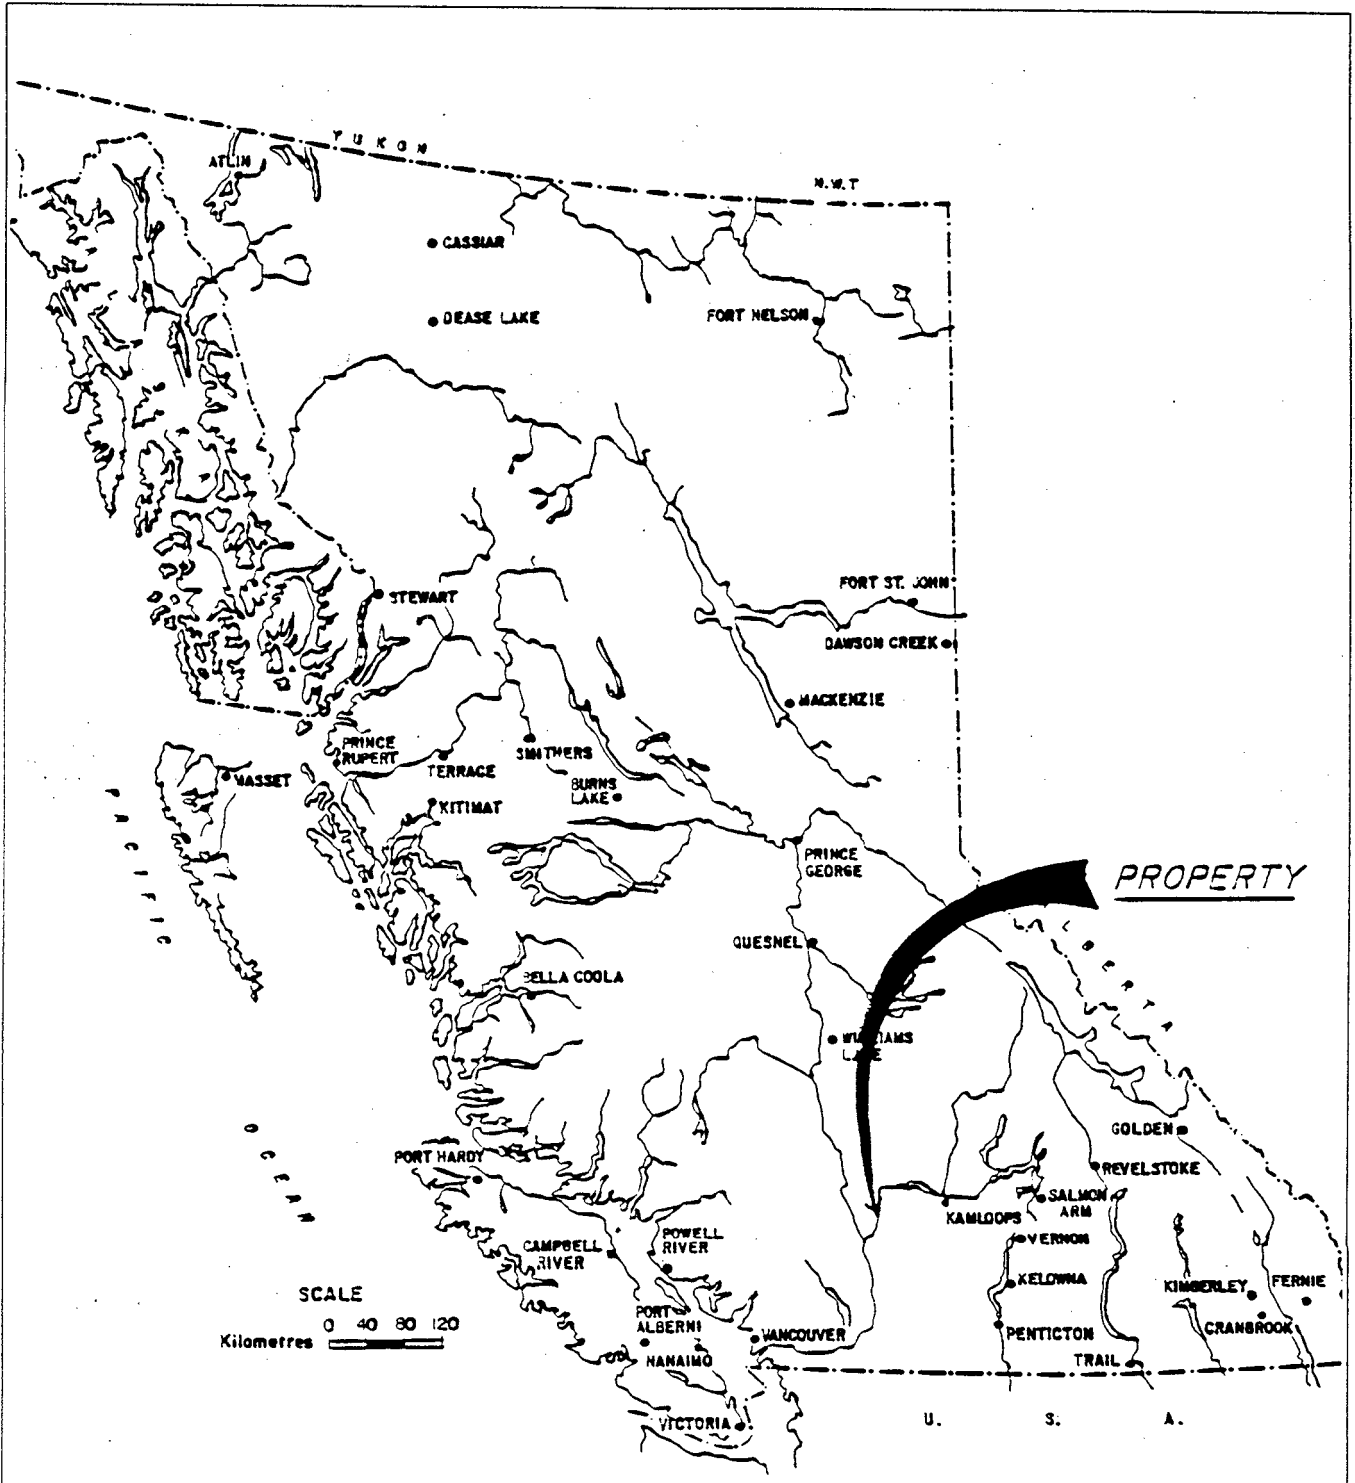 YUKON
N.W.T
ATLIN
CASSIAR
DEASE LAKE
FORT NELSON
STEWART
FORT ST. JOHN
DAWSON CREEK
MACKENZIE
PRINCE
RUPERT
SMITHERS
TERRACE
MASSET
BURNS
LAKE
KITIMAT
PACIFIC
PRINCE
GEORGE
PROPERTY
QUESNEL
BELLA COOLA
LBERTA
WILLIAMS
LAKE
OCEAN
GOLDEN
PORT HARDY
REVELSTOKE
SALMON
ARM
KAMLOOPS
CAMPBELL
RIVER
POWELL
RIVER
VERNON
KELOWNA
KIMBERLEY
FERNIE
SCALE
Kilometres 0 40 80 120
PORT
ALBERNI
NANAIMO
VANCOUVER
PENTICTON
CRANBROOK
TRAIL
VICTORIA
U. S. A.